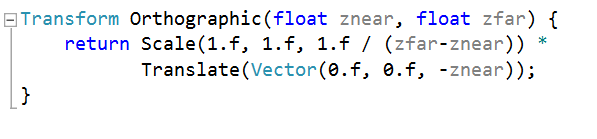 Transform Orthographic(float znear, float zfar) {
    return Scale(1.f, 1.f, 1.f / (zfar-znear)) *
           Translate(Vector(0.f, 0.f, -znear));
}